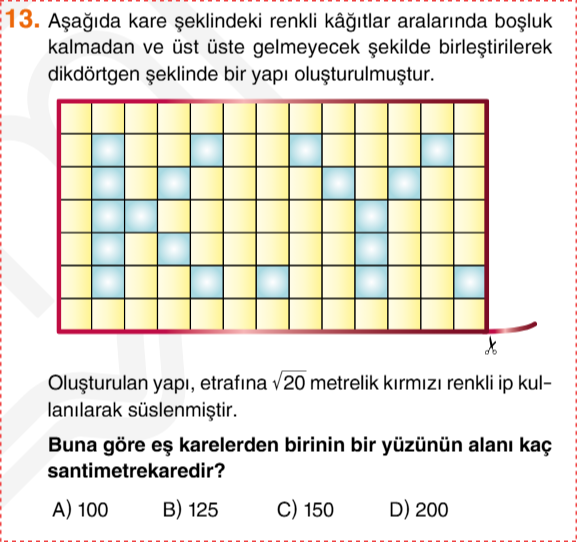 13. Aşağıda kare şeklindeki renkli kâğıtlar aralarında boşluk
kalmadan ve üst üste gelmeyecek şekilde birleştirilerek
dikdörtgen şeklinde bir yapı oluşturulmuştur.
Oluşturulan yapı, etrafına √20 metrelik kırmızı renkli ip kul-
lanılarak süslenmiştir.
Buna göre eş karelerden birinin bir yüzünün alanı kaç
santimetrekaredir?
A) 100 B) 125 C) 150 D) 200